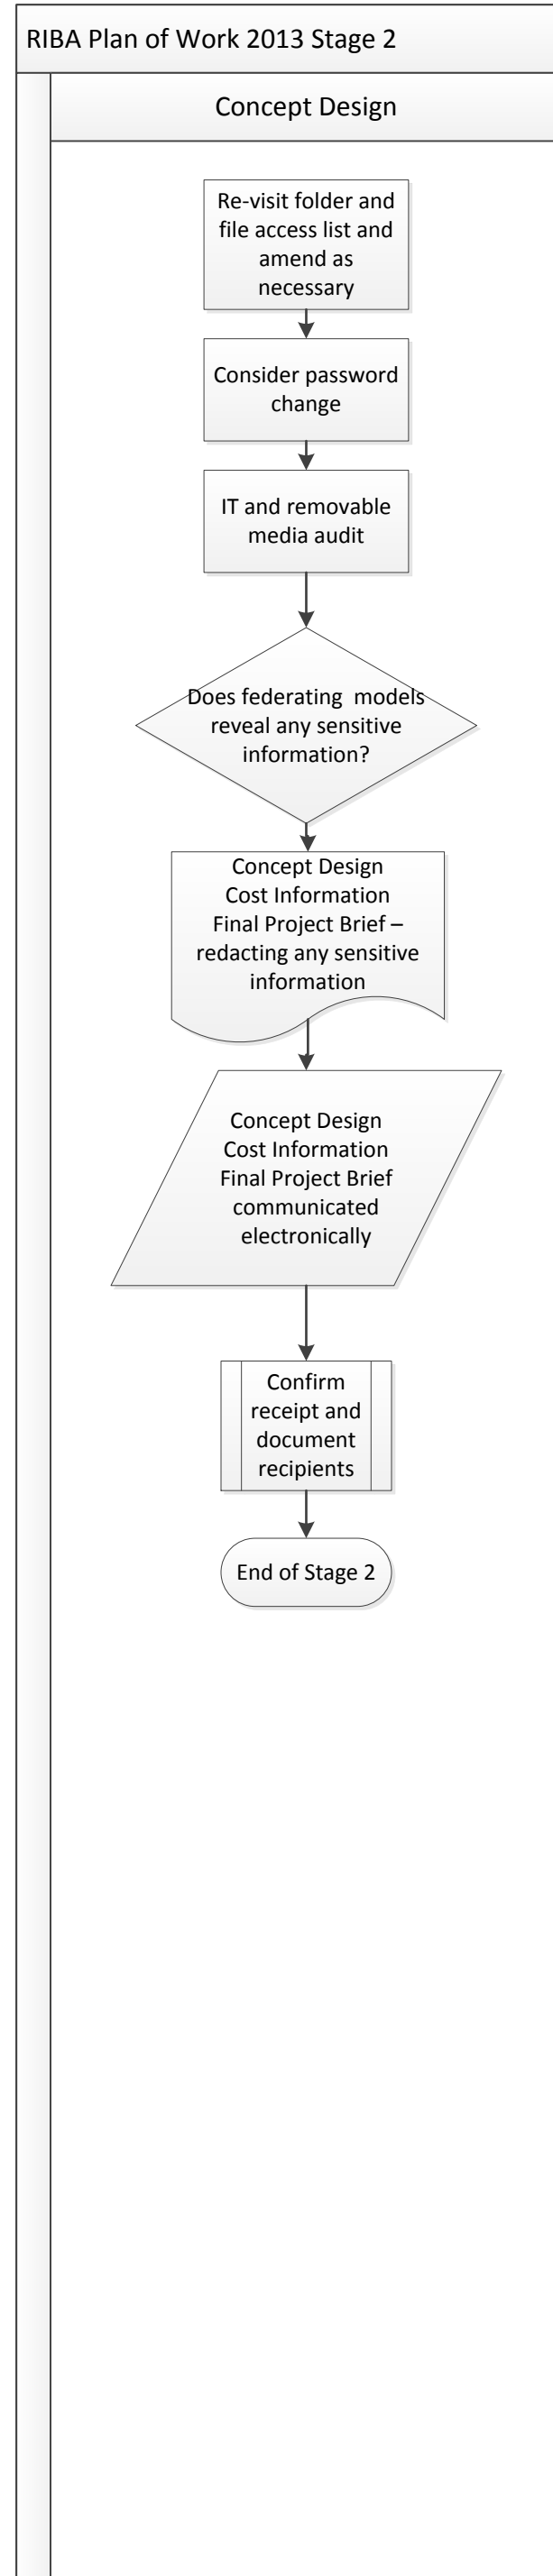 RIBA Plan of Work 2013 Stage 2
Concept Design
Re-visit folder and
file access list and
amend as
necessary
Consider password
change
IT and removable
media audit
Does federating  models
reveal any sensitive
information?
Concept Design
Cost Information
Final Project Brief –
redacting any sensitive
information
Concept Design
Cost Information
Final Project Brief
communicated
electronically
Confirm
receipt and
document
recipients
End of Stage 2